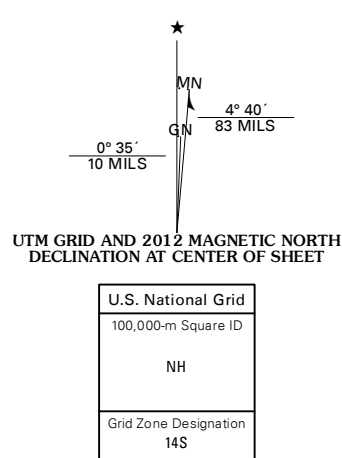 ★
MN
4° 40´
83 MILS
GN
0° 35´
10 MILS
UTM GRID AND 2012 MAGNETIC NORTH
DECLINATION AT CENTER OF SHEET
U.S. National Grid
100,000-m Square ID
NH
Grid Zone Designation
14S